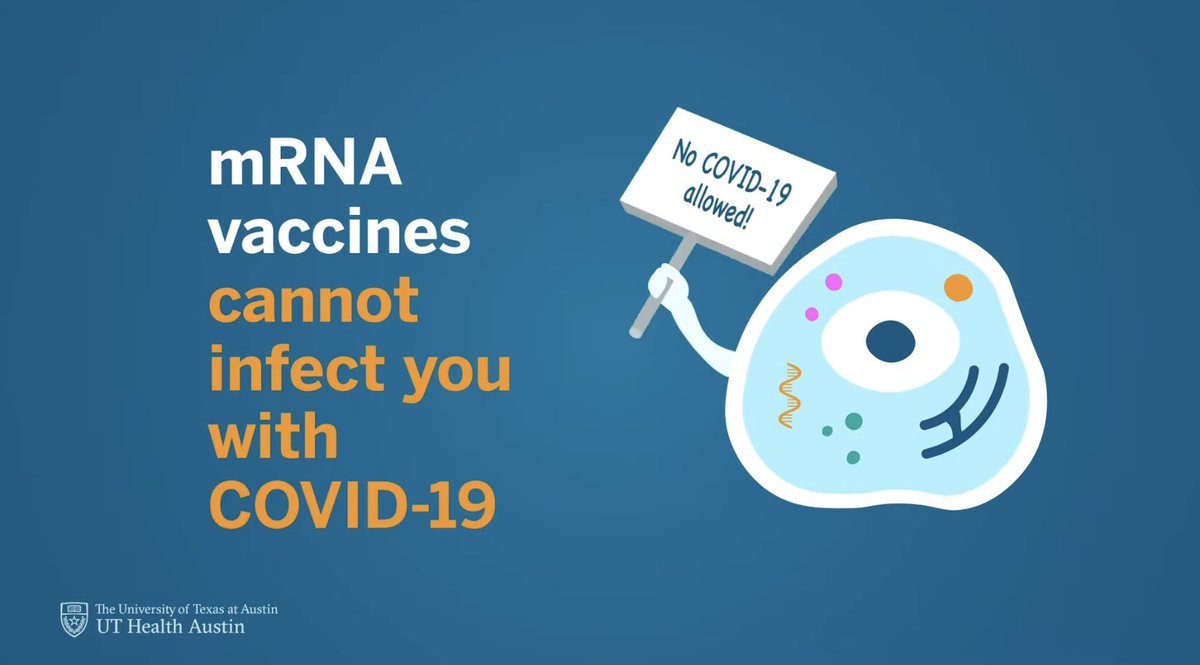 mRNA
vaccines
cannot
infect you
with
COVID-19
No COVID-19
allowed!
The University of Texas at Austin
UT Health Austin